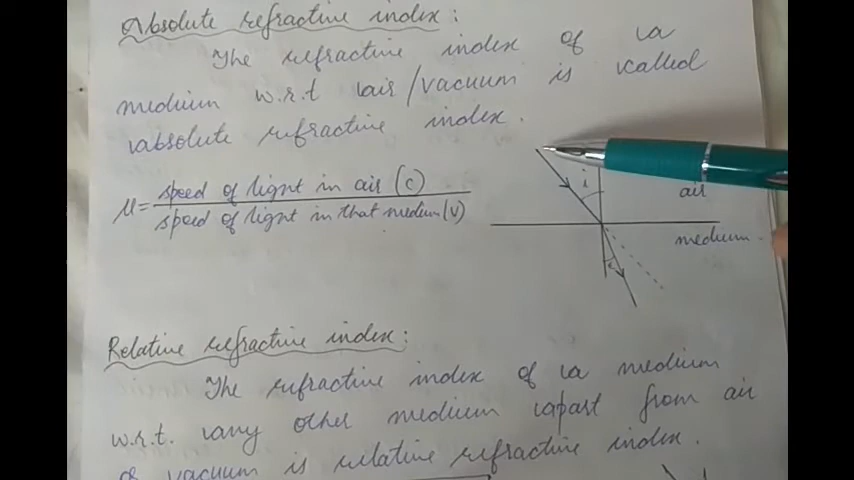 Absolute refractive index:
The refractive index of a
medium w.r.t air/vacuum is called
absolute refractive index.
μ = speed of light in air (c)
speed of light in that medium (v)
i
air
medium
r
Relative refractive index:
The refractive index of a medium
w.r.t. any other medium apart from air
or vacuum is relative refractive index.